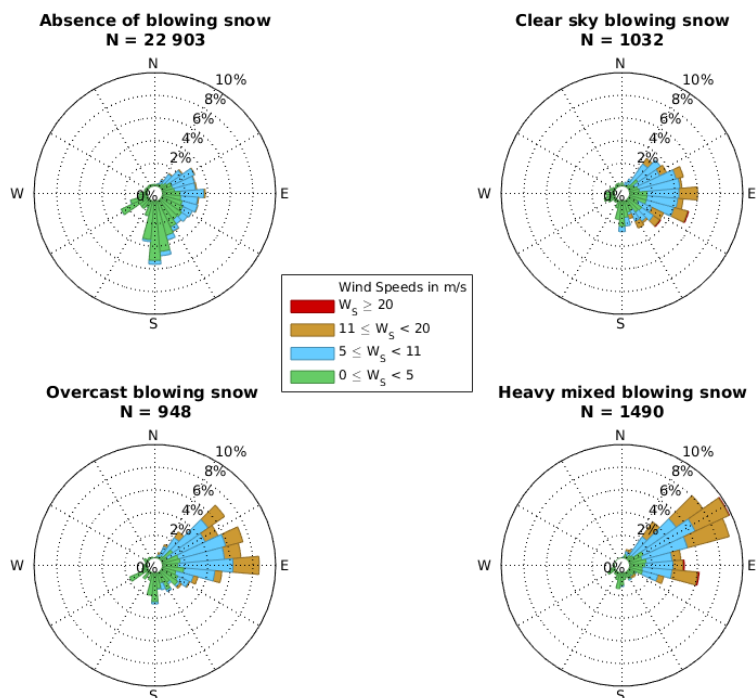 Absence of blowing snow
N = 22 903
N
10%
8%
6%
4%
2%
0%
W
E
S
Clear sky blowing snow
N = 1032
N
10%
8%
6%
4%
2%
0%
W
E
S
Wind Speeds in m/s
W_S ≥ 20
11 ≤ W_S < 20
5 ≤ W_S < 11
0 ≤ W_S < 5
Overcast blowing snow
N = 948
N
10%
8%
6%
4%
2%
0%
W
E
S
Heavy mixed blowing snow
N = 1490
N
10%
8%
6%
4%
2%
0%
W
E
S